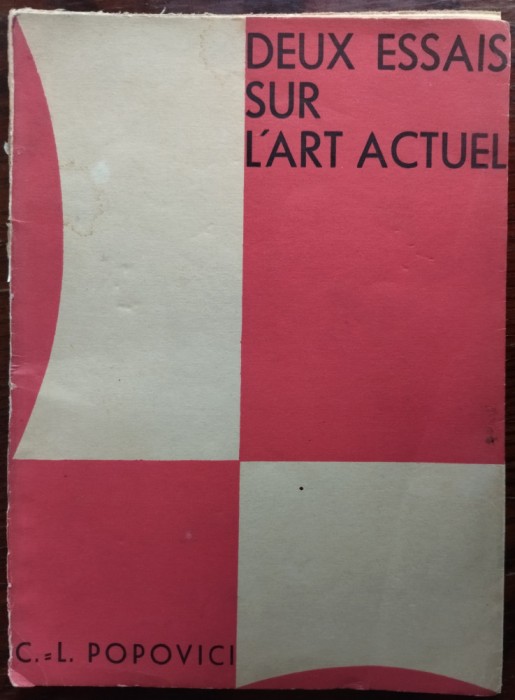 DEUX ESSAIS
SUR
L'ART ACTUEL
C.=L. POPOVICI